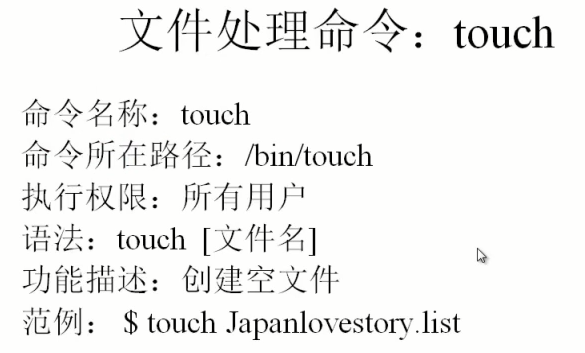 文件处理命令：touch
命令名称：touch
命令所在路径：/bin/touch
执行权限：所有用户
语法：touch [文件名]
功能描述：创建空文件
范例： $ touch Japanlovestory.list